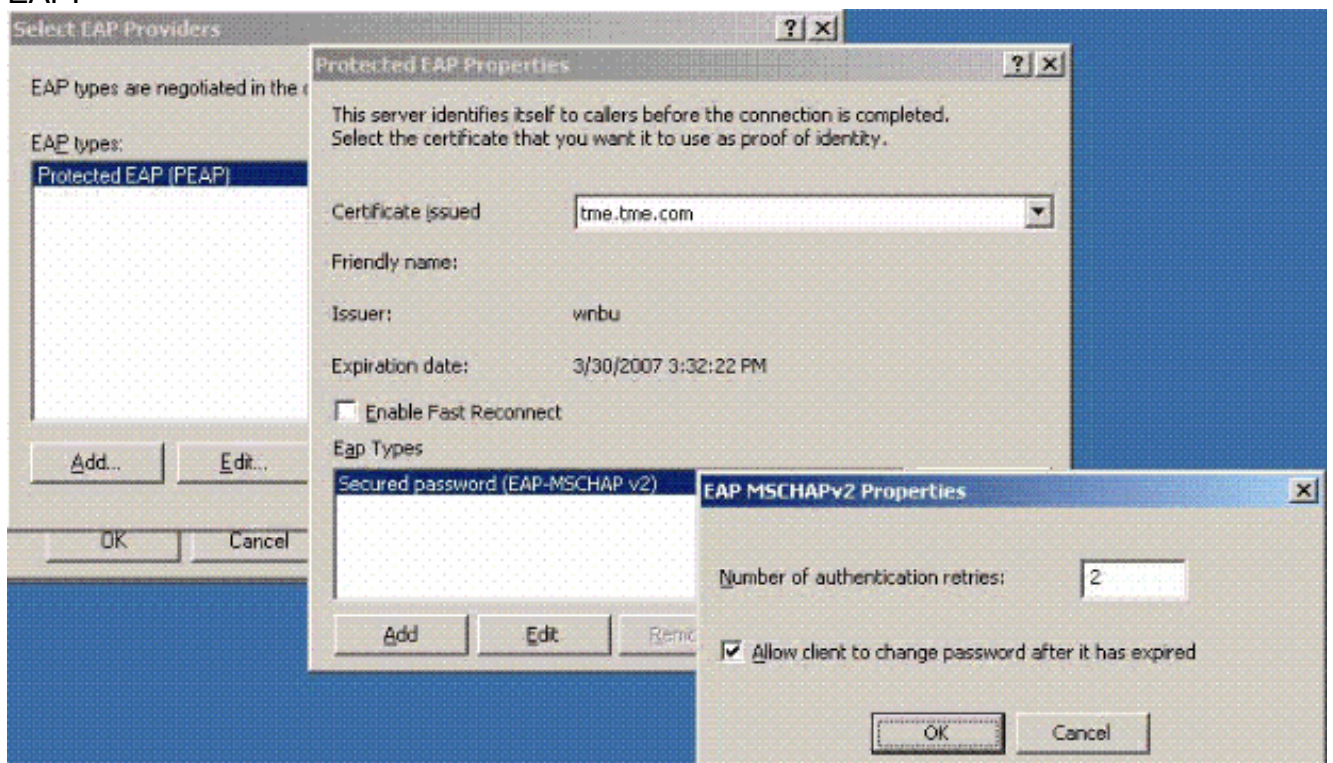 Select EAP Providers
EAP types are negotiated in the
EAP types:
Protected EAP (PEAP)
Add...
Edit...
OK
Cancel
Protected EAP Properties
This server identifies itself to callers before the connection is completed.
Select the certificate that you want it to use as proof of identity.
Certificate issued
tme.tme.com
Friendly name:
Issuer:
wnbu
Expiration date:
3/30/2007 3:32:22 PM
Enable Fast Reconnect
Eap Types
Secured password (EAP-MSCHAP v2)
Add
Edit
EAP MSCHAPv2 Properties
Number of authentication retries:
2
Allow client to change password after it has expired
OK
Cancel